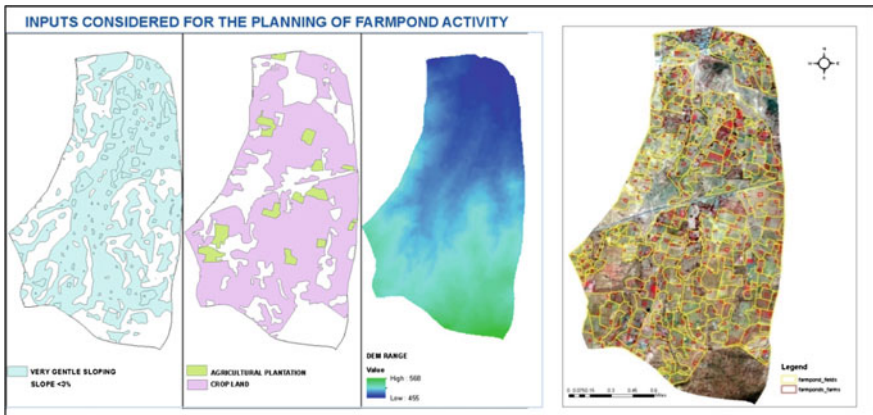 INPUTS CONSIDERED FOR THE PLANNING OF FARMPOND ACTIVITY
VERY GENTLE SLOPING
SLOPE <3%
AGRICULTURAL PLANTATION
CROP LAND
DEM RANGE
Value
High : 568
Low : 455
N
Legend
farmpond_fields
farmponds_farms